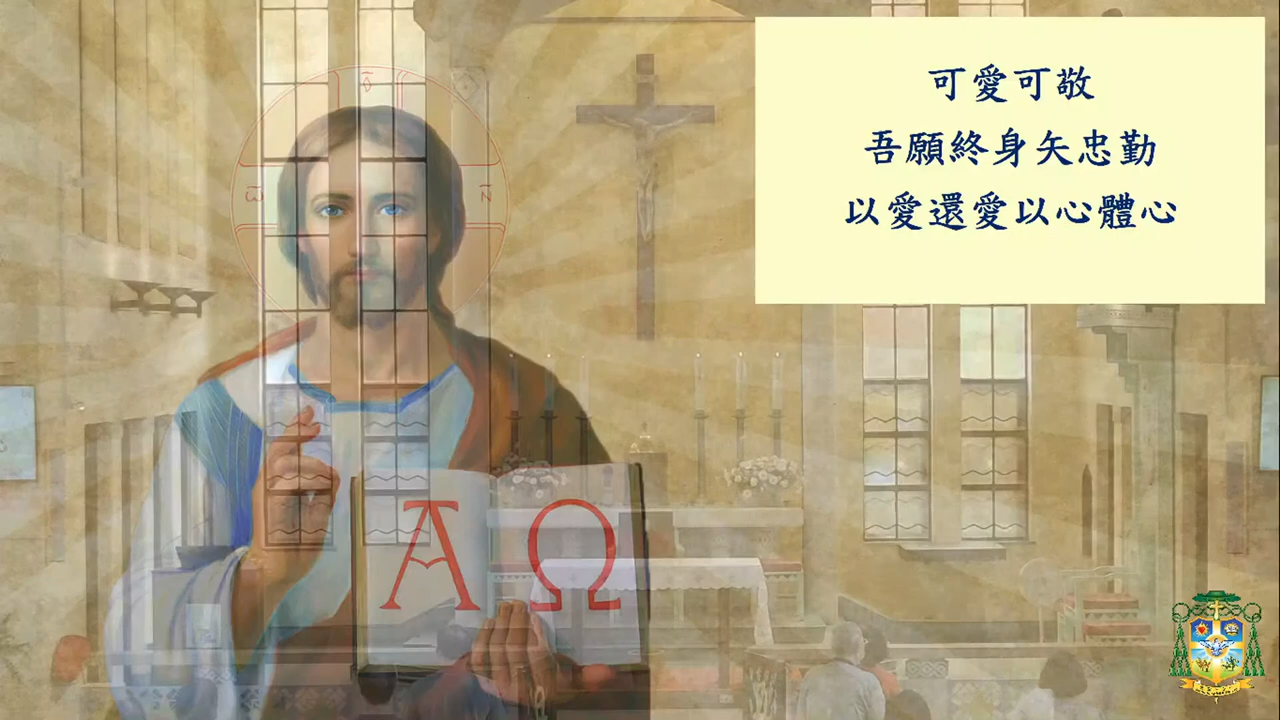 可愛可敬
吾願終身矢忠勤
以愛還愛以心體心
Α Ω